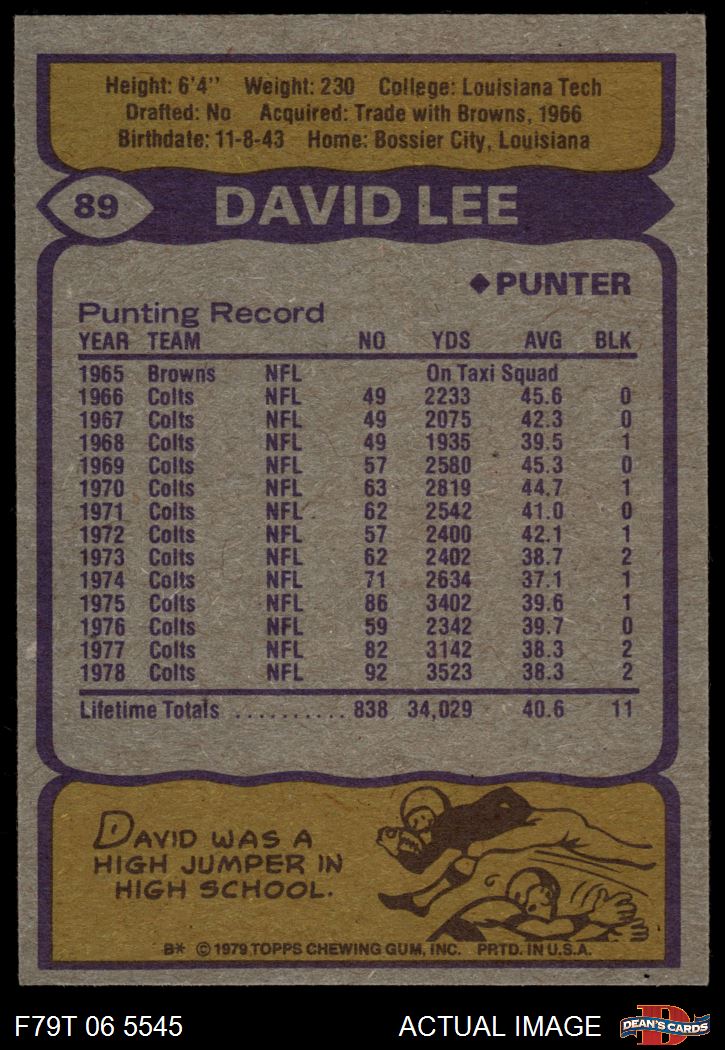 Height: 6'4" Weight: 230 College: Louisiana Tech
Drafted: No Acquired: Trade with Browns, 1966
Birthdate: 11-8-43 Home: Bossier City, Louisiana
89 DAVID LEE
◆PUNTER
Punting Record
YEAR TEAM NO YDS AVG BLK
1965 Browns NFL On Taxi Squad
1966 Colts NFL 49 2233 45.6 0
1967 Colts NFL 49 2075 42.3 0
1968 Colts NFL 49 1935 39.5 1
1969 Colts NFL 57 2580 45.3 0
1970 Colts NFL 63 2819 44.7 1
1971 Colts NFL 62 2542 41.0 0
1972 Colts NFL 57 2400 42.1 1
1973 Colts NFL 62 2402 38.7 2
1974 Colts NFL 71 2634 37.1 1
1975 Colts NFL 86 3402 39.6 1
1976 Colts NFL 59 2342 39.7 0
1977 Colts NFL 82 3142 38.3 2
1978 Colts NFL 92 3523 38.3 2
Lifetime Totals .......... 838 34,029 40.6 11
DAVID WAS A
HIGH JUMPER IN
HIGH SCHOOL.
B* © 1979 TOPPS CHEWING GUM, INC. PRTD. IN U.S.A.
F79T 06 5545 ACTUAL IMAGE D DEAN'S CARDS